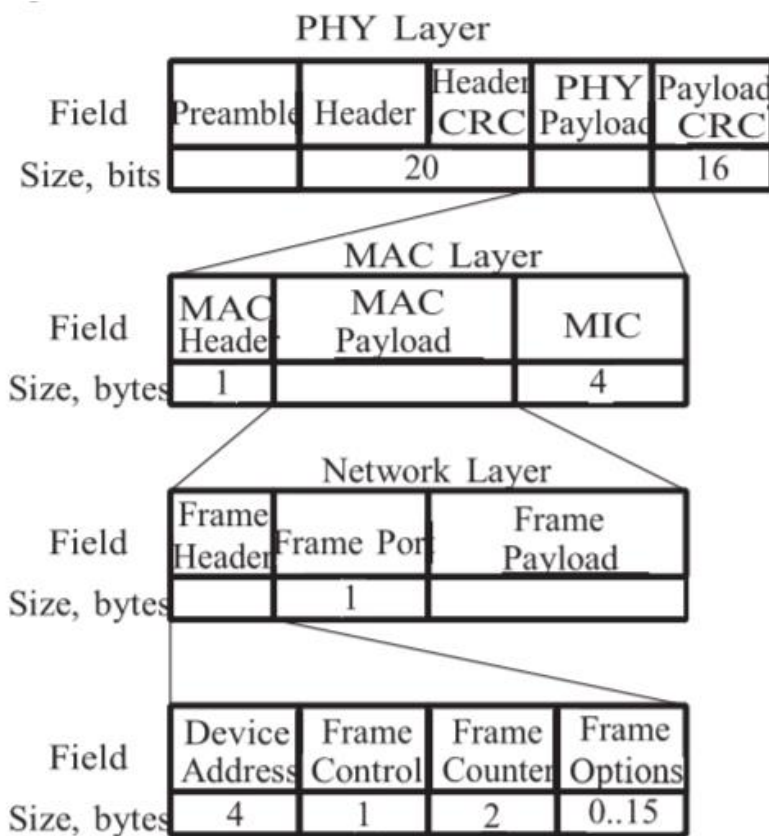 PHY Layer
Field Preamble Header Header CRC PHY Payload Payload CRC
Size, bits 20 16
MAC Layer
Field MAC Header MAC Payload MIC
Size, bytes 1 4
Network Layer
Field Frame Header Frame Port Frame Payload
Size, bytes 1
Field Device Address Frame Control Frame Counter Frame Options
Size, bytes 4 1 2 0..15